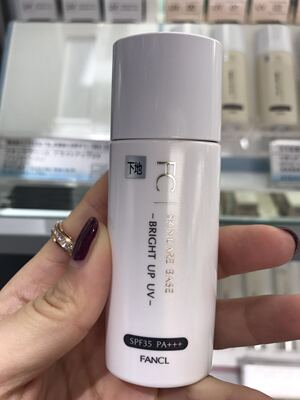 下地
FC
SKINCARE BASE
- BRIGHT UP UV -
SPF35 PA+++
FANCL